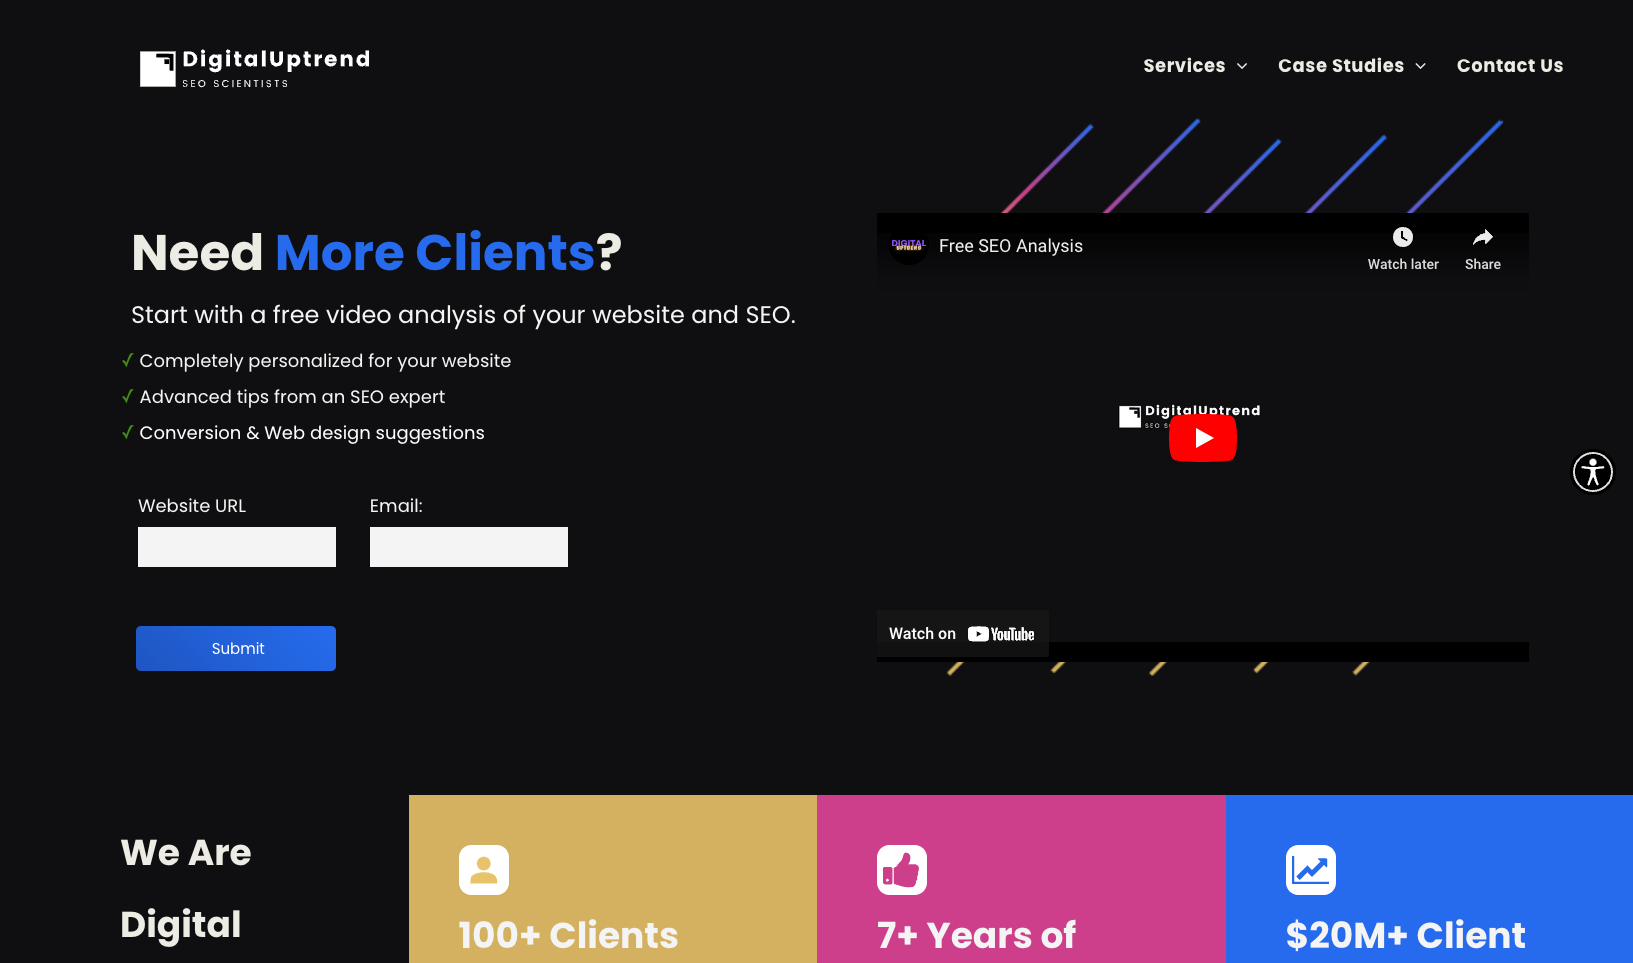 DigitalUptrend
SEO SCIENTISTS
Services
Case Studies
Contact Us
Need More Clients?
Start with a free video analysis of your website and SEO.
✓ Completely personalized for your website
✓ Advanced tips from an SEO expert
✓ Conversion & Web design suggestions
Website URL
Email:
Submit
DIGITAL
UPTREND
Free SEO Analysis
Watch later
Share
DigitalUptrend
SEO
Watch on YouTube
We Are
Digital
100+ Clients
7+ Years of
$20M+ Client